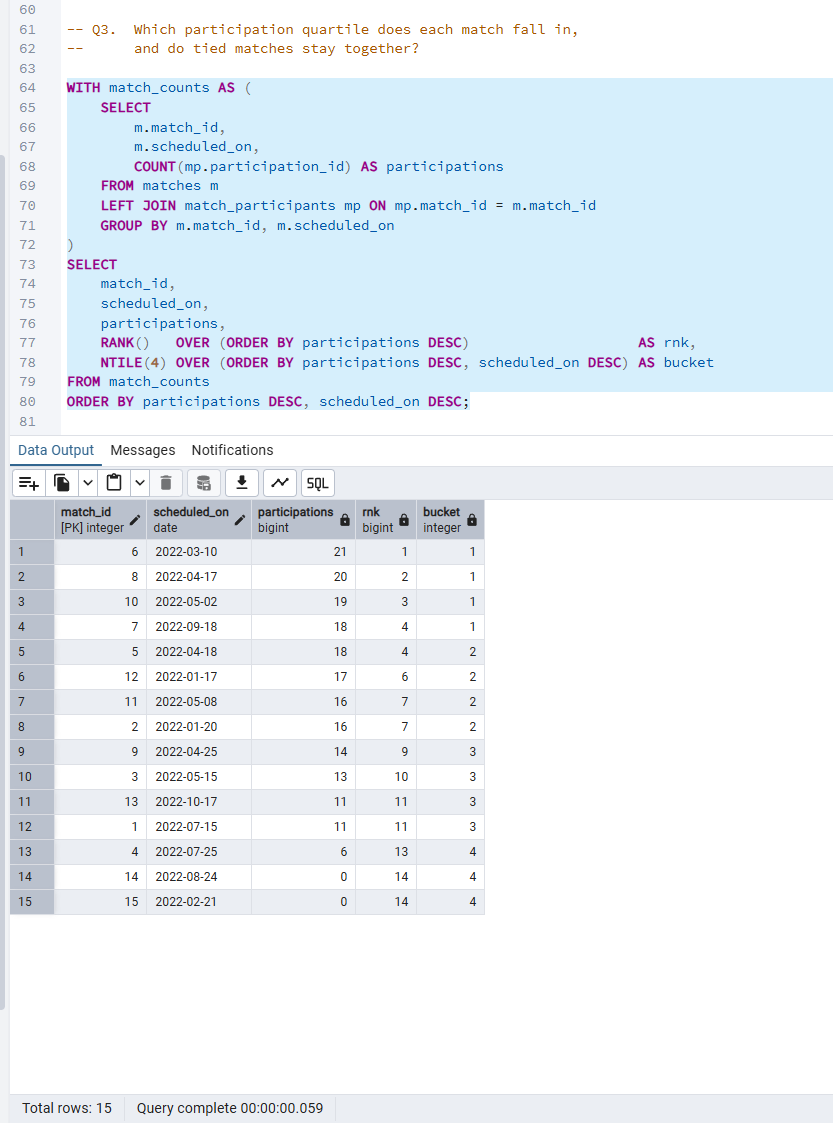 60
61 -- Q3.  Which participation quartile does each match fall in,
62 --      and do tied matches stay together?
63
64 WITH match_counts AS (
65     SELECT
66         m.match_id,
67         m.scheduled_on,
68         COUNT(mp.participation_id) AS participations
69     FROM matches m
70     LEFT JOIN match_participants mp ON mp.match_id = m.match_id
71     GROUP BY m.match_id, m.scheduled_on
72 )
73 SELECT
74     match_id,
75     scheduled_on,
76     participations,
77     RANK()   OVER (ORDER BY participations DESC)                    AS rnk,
78     NTILE(4) OVER (ORDER BY participations DESC, scheduled_on DESC) AS bucket
79 FROM match_counts
80 ORDER BY participations DESC, scheduled_on DESC;
81
Data Output Messages Notifications
SQL
match_id scheduled_on participations rnk bucket
[PK] integer date bigint bigint integer
1 6 2022-03-10 21 1 1
2 8 2022-04-17 20 2 1
3 10 2022-05-02 19 3 1
4 7 2022-09-18 18 4 1
5 5 2022-04-18 18 4 2
6 12 2022-01-17 17 6 2
7 11 2022-05-08 16 7 2
8 2 2022-01-20 16 7 2
9 9 2022-04-25 14 9 3
10 3 2022-05-15 13 10 3
11 13 2022-10-17 11 11 3
12 1 2022-07-15 11 11 3
13 4 2022-07-25 6 13 4
14 14 2022-08-24 0 14 4
15 15 2022-02-21 0 14 4
Total rows: 15 Query complete 00:00:00.059